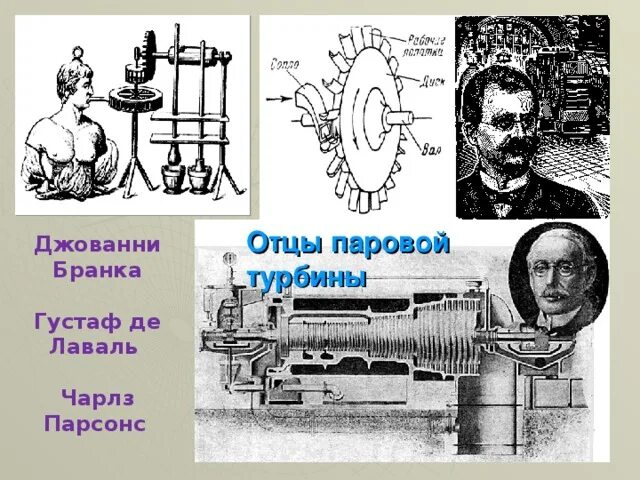 Сопло
Рабочие
лопатки
Диск
Вал
Джованни
Бранка
Густаф де
Лаваль
Чарлз
Парсонс
Отцы паровой
турбины